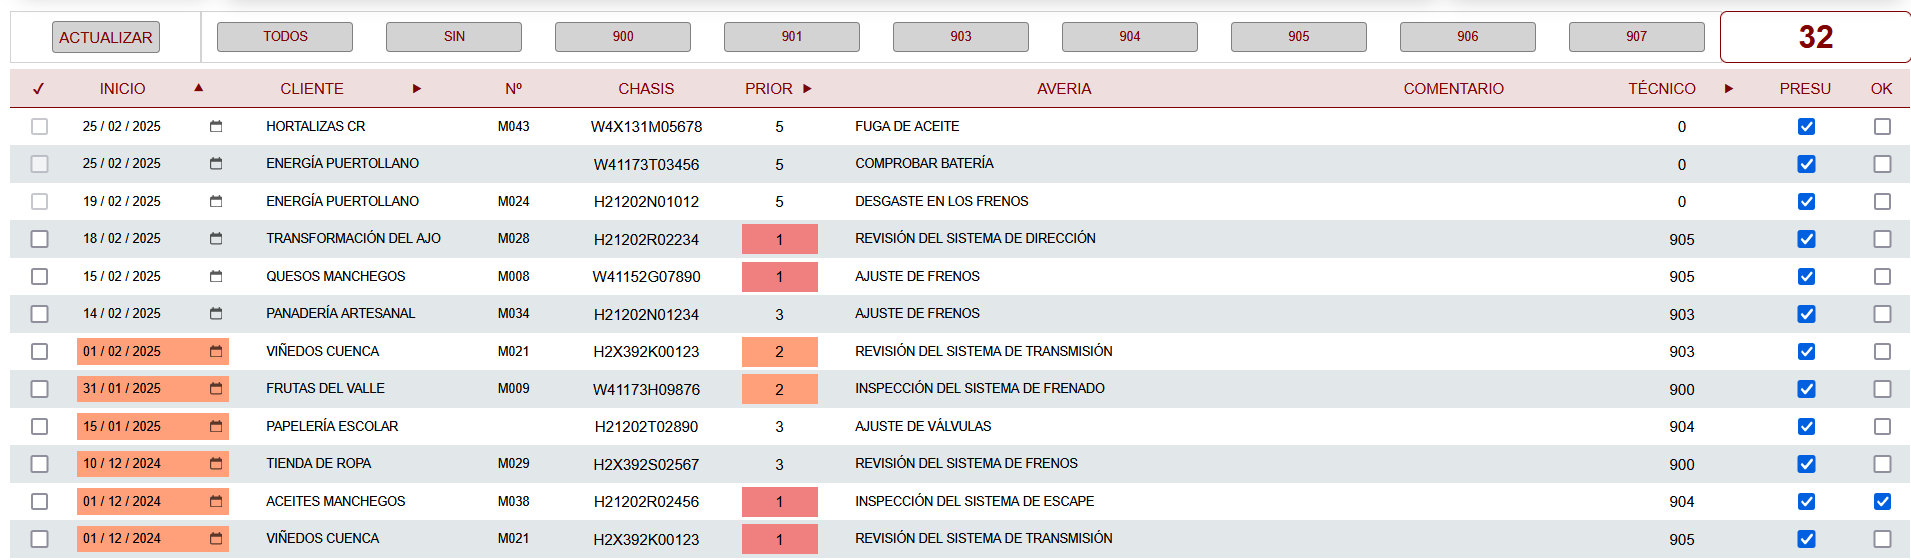 ACTUALIZAR TODOS SIN 900 901 903 904 905 906 907 32
✓ INICIO ▲ CLIENTE ▶ Nº CHASIS PRIOR ▶ AVERIA COMENTARIO TÉCNICO ▶ PRESU OK
25 / 02 / 2025 HORTALIZAS CR M043 W4X131M05678 5 FUGA DE ACEITE 0
25 / 02 / 2025 ENERGÍA PUERTOLLANO W41173T03456 5 COMPROBAR BATERÍA 0
19 / 02 / 2025 ENERGÍA PUERTOLLANO M024 H21202N01012 5 DESGASTE EN LOS FRENOS 0
18 / 02 / 2025 TRANSFORMACIÓN DEL AJO M028 H21202R02234 1 REVISIÓN DEL SISTEMA DE DIRECCIÓN 905
15 / 02 / 2025 QUESOS MANCHEGOS M008 W41152G07890 1 AJUSTE DE FRENOS 905
14 / 02 / 2025 PANADERÍA ARTESANAL M034 H21202N01234 3 AJUSTE DE FRENOS 903
01 / 02 / 2025 VIÑEDOS CUENCA M021 H2X392K00123 2 REVISIÓN DEL SISTEMA DE TRANSMISIÓN 903
31 / 01 / 2025 FRUTAS DEL VALLE M009 W41173H09876 2 INSPECCIÓN DEL SISTEMA DE FRENADO 900
15 / 01 / 2025 PAPELERÍA ESCOLAR H21202T02890 3 AJUSTE DE VÁLVULAS 904
10 / 12 / 2024 TIENDA DE ROPA M029 H2X392S02567 3 REVISIÓN DEL SISTEMA DE FRENOS 900
01 / 12 / 2024 ACEITES MANCHEGOS M038 H21202R02456 1 INSPECCIÓN DEL SISTEMA DE ESCAPE 904
01 / 12 / 2024 VIÑEDOS CUENCA M021 H2X392K00123 1 REVISIÓN DEL SISTEMA DE TRANSMISIÓN 905